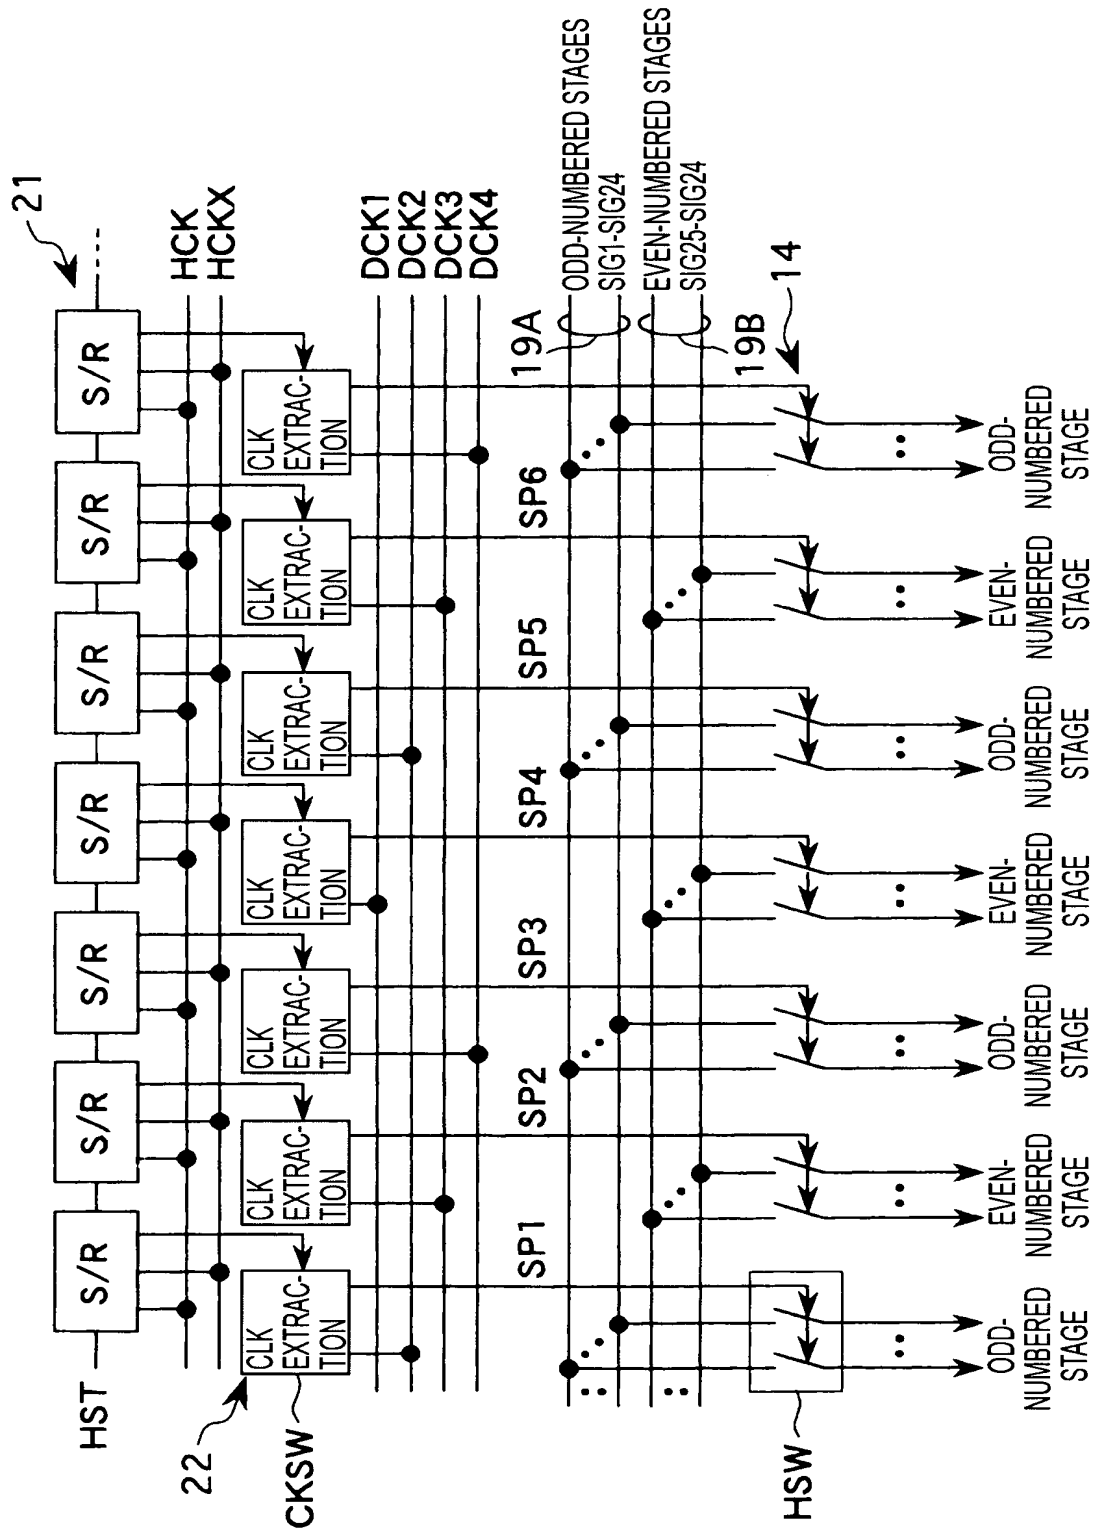 21
HST
S/R
S/R
S/R
S/R
S/R
S/R
S/R
HCK
HCKX
22
CKSW
CLK
EXTRAC-
TION
CLK
EXTRAC-
TION
CLK
EXTRAC-
TION
CLK
EXTRAC-
TION
CLK
EXTRAC-
TION
CLK
EXTRAC-
TION
CLK
EXTRAC-
TION
DCK1
DCK2
DCK3
DCK4
SP1
SP2
SP3
SP4
SP5
SP6
19A
ODD-NUMBERED STAGES
SIG1-SIG24
EVEN-NUMBERED STAGES
SIG25-SIG24
19B
14
HSW
ODD-
NUMBERED
STAGE
EVEN-
NUMBERED
STAGE
ODD-
NUMBERED
STAGE
EVEN-
NUMBERED
STAGE
ODD-
NUMBERED
STAGE
EVEN-
NUMBERED
STAGE
ODD-
NUMBERED
STAGE